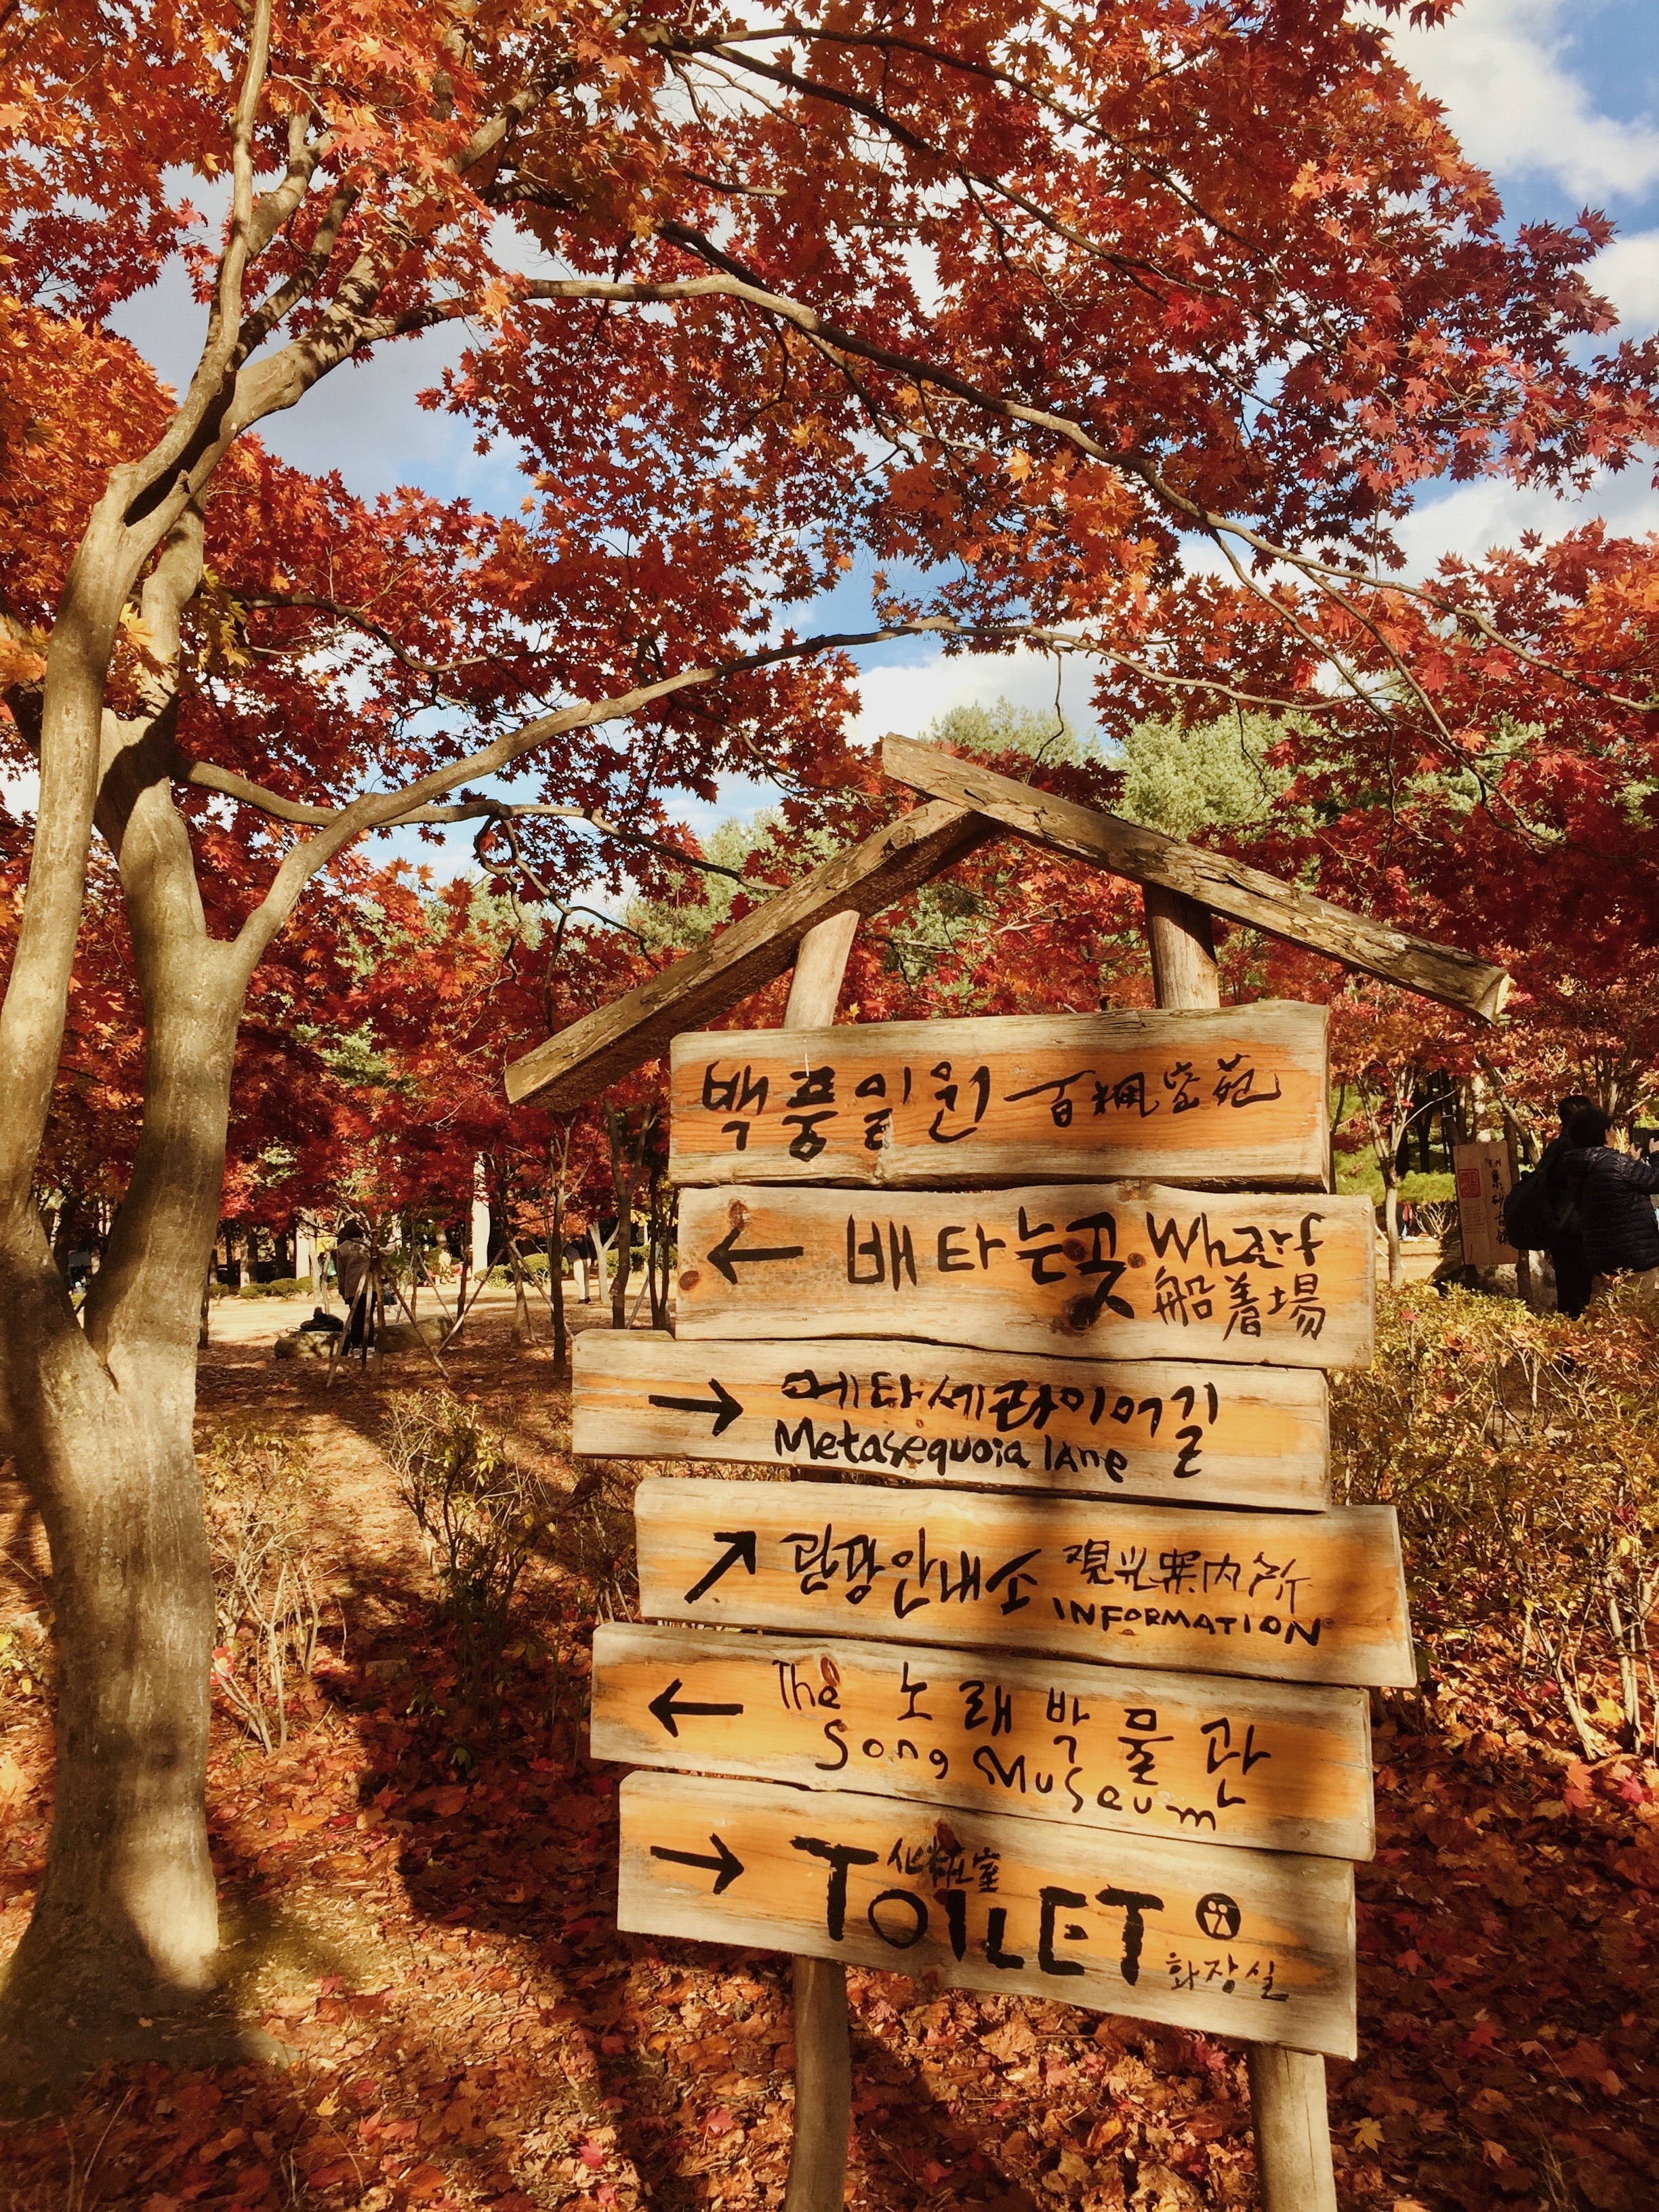 백풍밀원 百楓蜜苑
← 배타는곳 Wharf
船着場
→ 메타세콰이어길
Metasequoia lane
↗ 관광안내소 観光案内所
INFORMATION
← The 노래박물관
Song Museum
→ 化粧室
TOILET
화장실